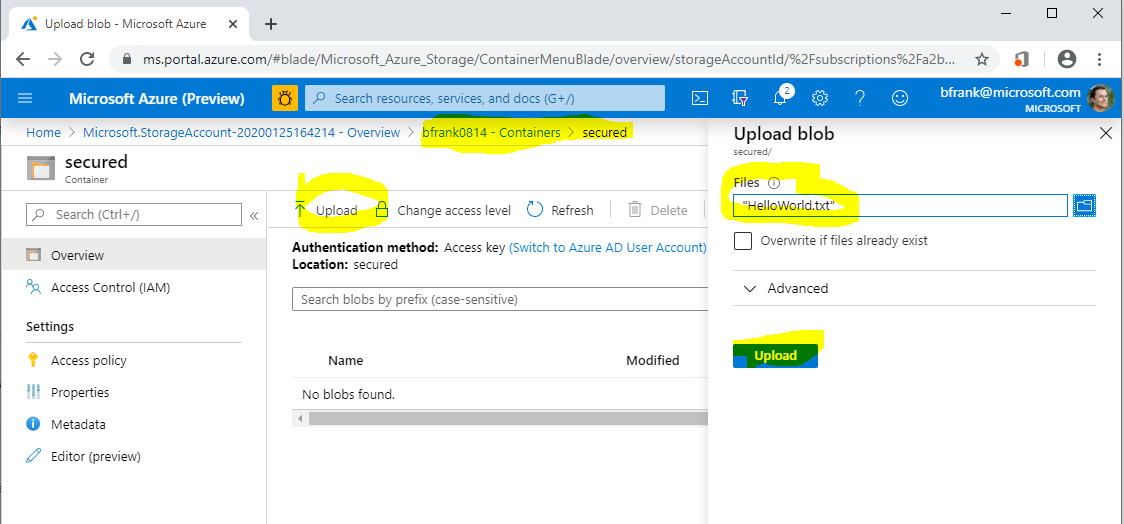 Upload blob - Microsoft Azure
ms.portal.azure.com/#blade/Microsoft_Azure_Storage/ContainerMenuBlade/overview/storageAccountId/%2Fsubscriptions%2Fa2b...
Microsoft Azure (Preview)
Search resources, services, and docs (G+/)
2
bfrank@microsoft.com
MICROSOFT
Home > Microsoft.StorageAccount-20200125164214 - Overview > bfrank0814 - Containers > secured
secured
Container
Search (Ctrl+/)
Overview
Access Control (IAM)
Settings
Access policy
Properties
Metadata
Editor (preview)
Upload Change access level Refresh Delete
Authentication method: Access key (Switch to Azure AD User Account)
Location: secured
Search blobs by prefix (case-sensitive)
Name Modified
No blobs found.
Upload blob
secured/
Files
"HelloWorld.txt"
Overwrite if files already exist
Advanced
Upload